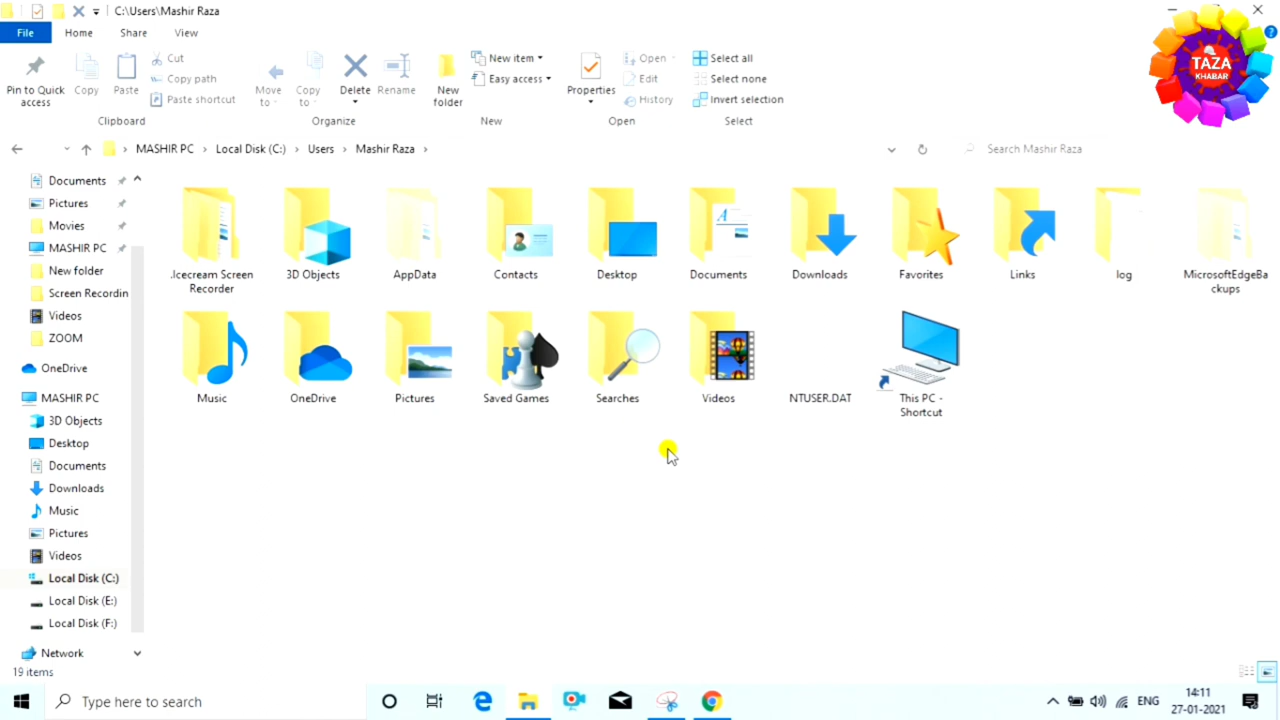 C:\Users\Mashir Raza
File Home Share View
Pin to Quick access
Copy
Paste
Cut
Copy path
Paste shortcut
Clipboard
Move to
Copy to
Delete
Rename
Organize
New folder
New item
Easy access
New
Properties
Open
Edit
History
Open
Select all
Select none
Invert selection
Select
TAZA
KHABAR
MASHIR PC > Local Disk (C:) > Users > Mashir Raza >
Search Mashir Raza
Documents
Pictures
Movies
MASHIR PC
New folder
Screen Recordin
Videos
ZOOM
OneDrive
MASHIR PC
3D Objects
Desktop
Documents
Downloads
Music
Pictures
Videos
Local Disk (C:)
Local Disk (E:)
Local Disk (F:)
Network
.Icecream Screen
Recorder
3D Objects
AppData
Contacts
Desktop
Documents
Downloads
Favorites
Links
log
MicrosoftEdgeBa
ckups
Music
OneDrive
Pictures
Saved Games
Searches
Videos
NTUSER.DAT
This PC -
Shortcut
19 items
Type here to search
ENG
14:11
27-01-2021